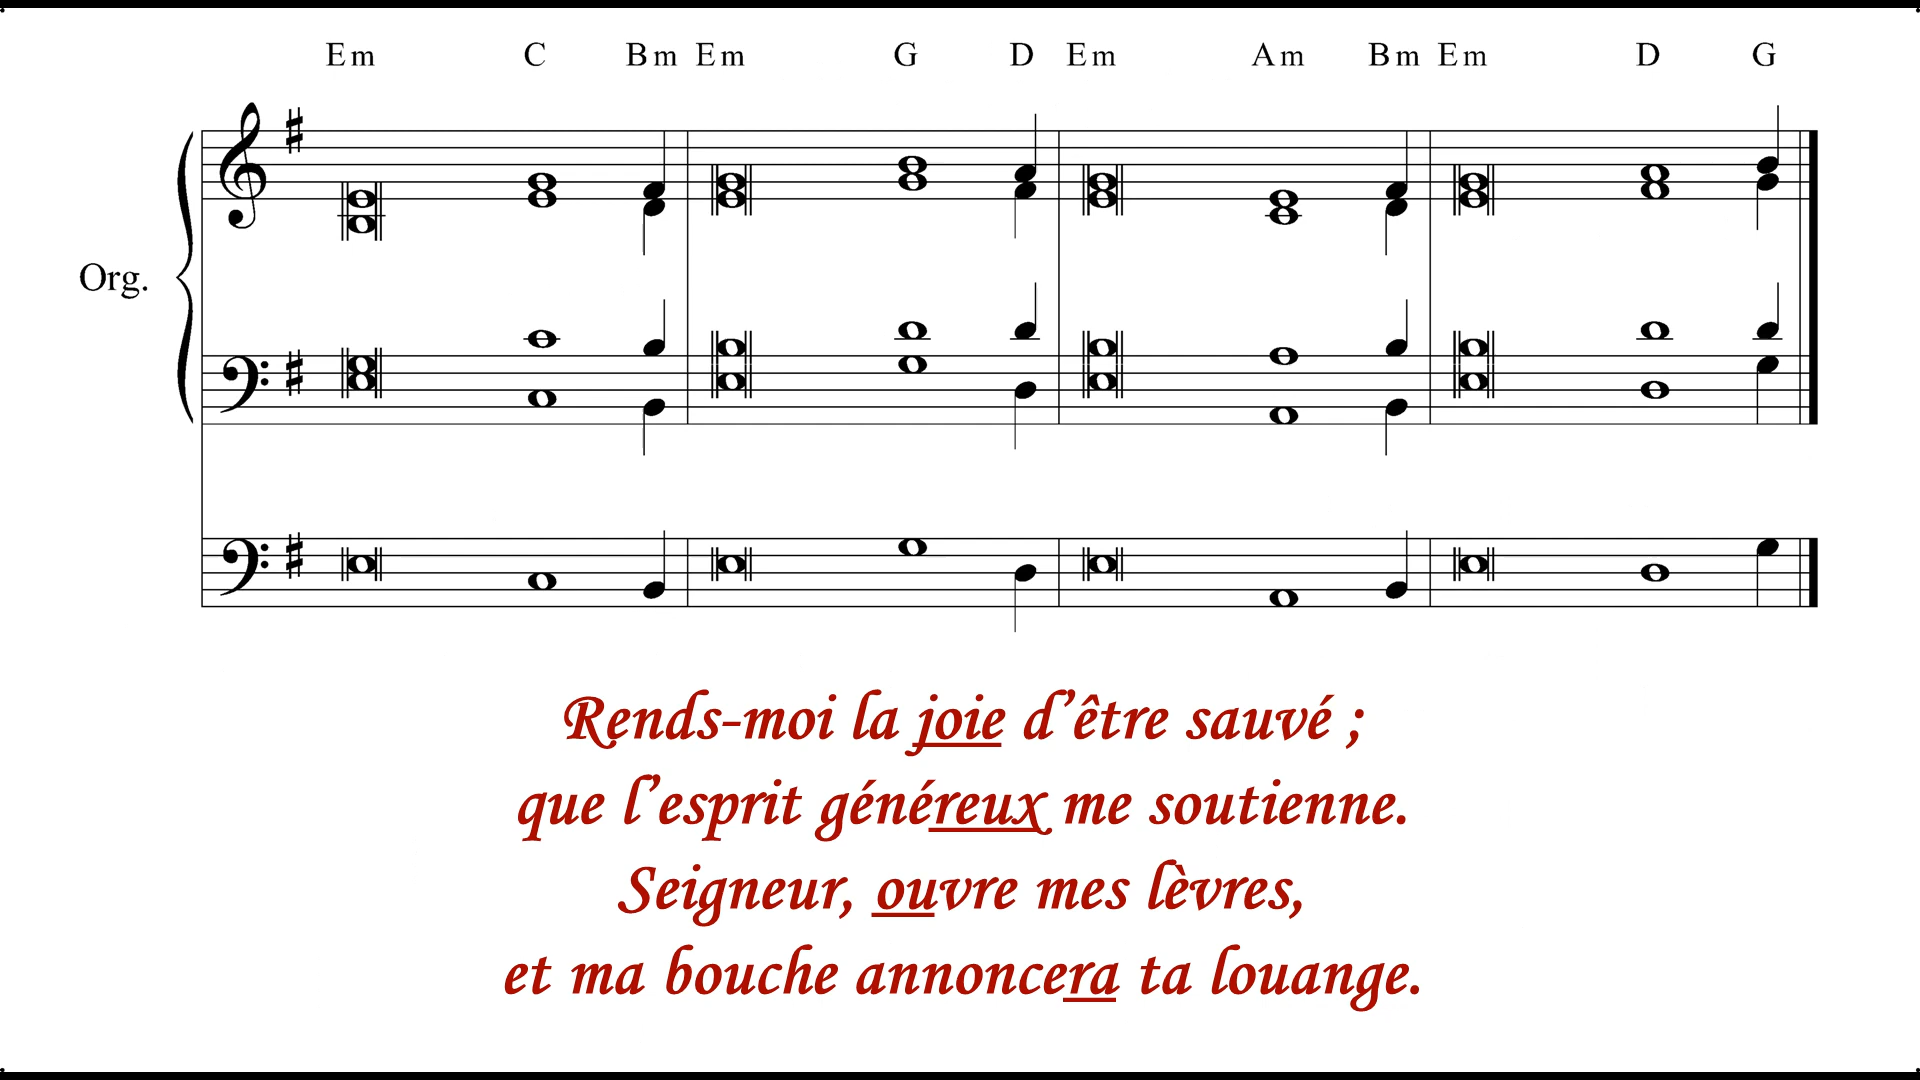 Em C Bm Em G D Em Am Bm Em D G
Org.
Rends-moi la joie d’être sauvé ;
que l’esprit généreux me soutienne.
Seigneur, ouvre mes lèvres,
et ma bouche annoncera ta louange.